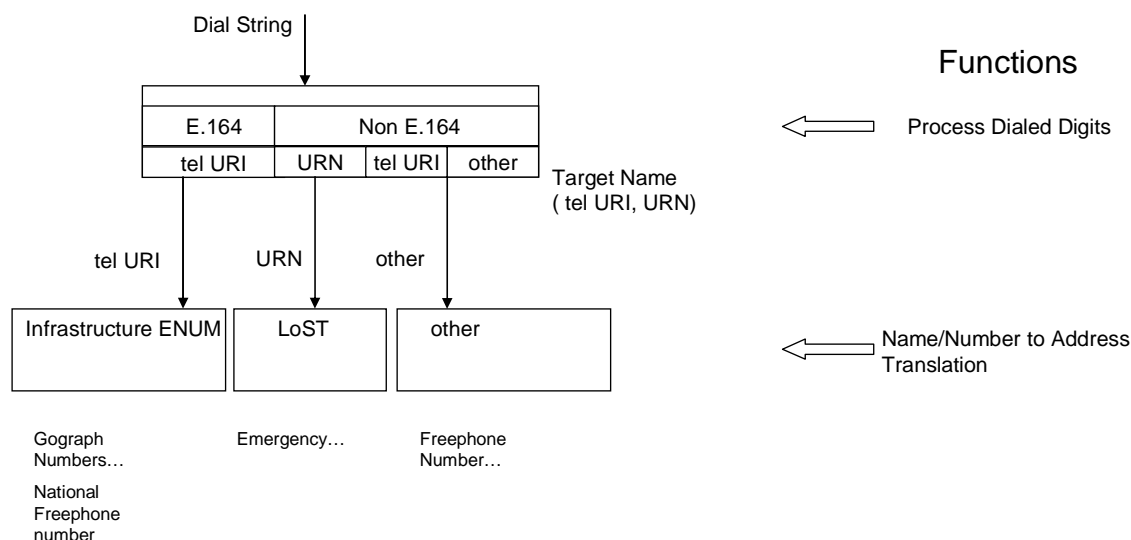 Dial String
Functions
E.164 Non E.164
Process Dialed Digits
tel URI URN tel URI other
Target Name
( tel URI, URN)
tel URI URN other
Infrastructure ENUM LoST other
Name/Number to Address
Translation
Gograph
Numbers…
Emergency…
Freephone
Number…
National
Freephone
number